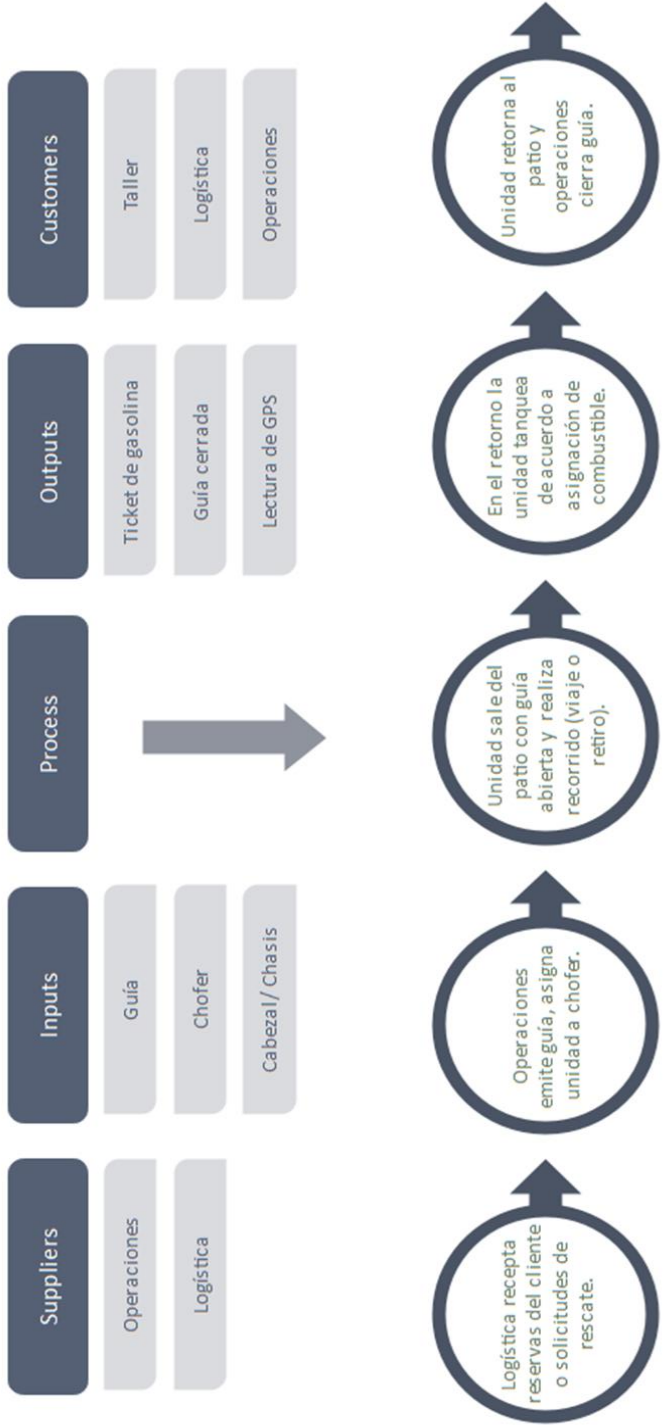 Suppliers
Operaciones
Logística
Inputs
Guía
Chofer
Cabezal/ Chasis
Process
Outputs
Ticket de gasolina
Guía cerrada
Lectura de GPS
Customers
Taller
Logística
Operaciones
Logística recepta
reservas del cliente
o solicitudes de
rescate.
Operaciones
emite guía, asigna
unidad a chofer.
Unidad sale del
patio con guía
abierta y realiza
recorrido (viaje o
retiro).
En el retorno la
unidad tanquea
de acuerdo a
asignación de
combustible.
Unidad retorna al
patio y
operaciones
cierra guía.